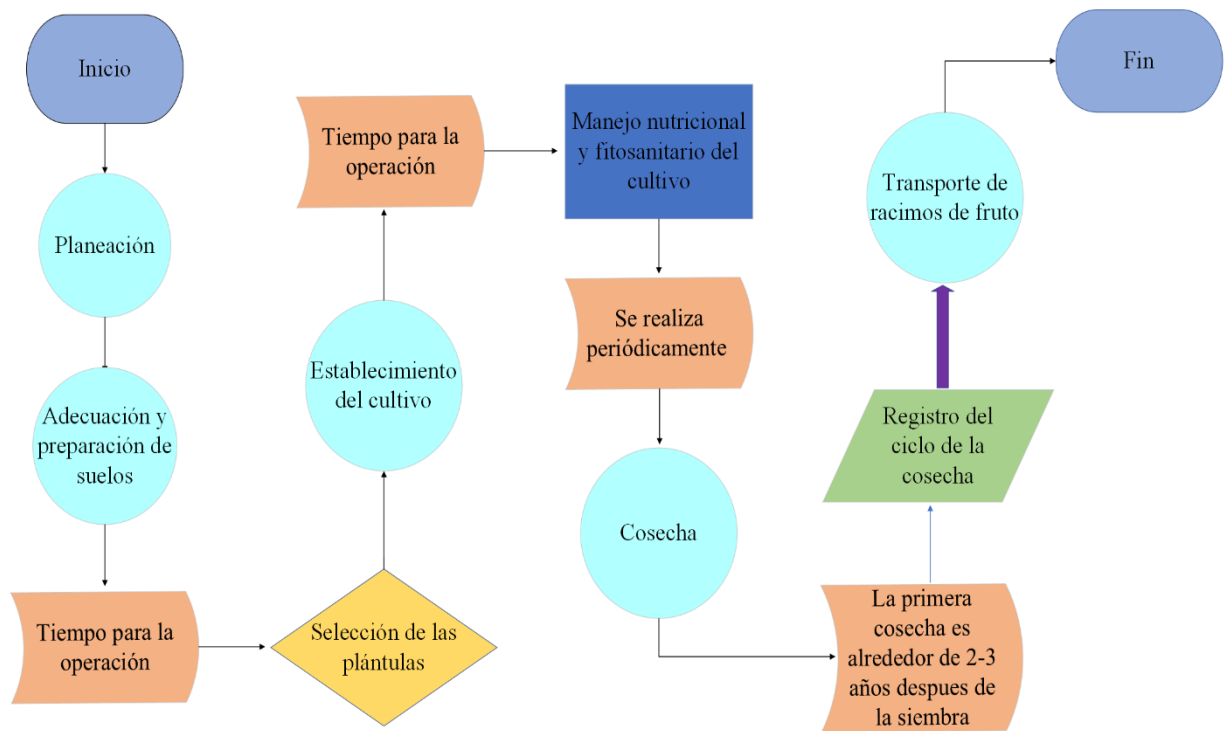 Inicio
Planeación
Adecuación y
preparación de
suelos
Tiempo para la
operación
Selección de las
plántulas
Establecimiento
del cultivo
Tiempo para la
operación
Manejo nutricional
y fitosanitario del
cultivo
Se realiza
periódicamente
Cosecha
La primera
cosecha es
alrededor de 2-3
años despues de
la siembra
Registro del
ciclo de la
cosecha
Transporte de
racimos de fruto
Fin